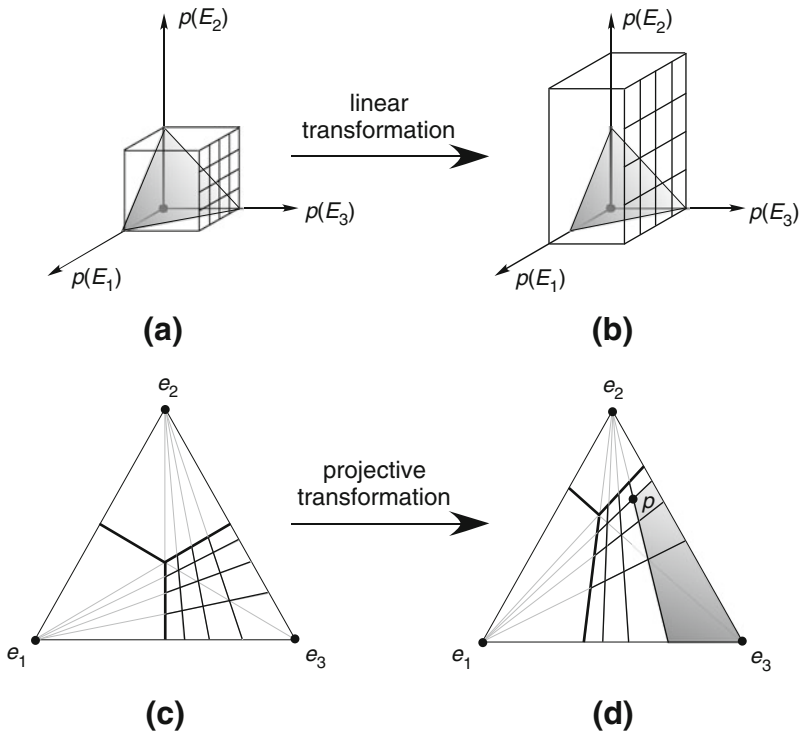 p(E₂)
p(E₂)
linear
transformation
p(E₃)
p(E₃)
p(E₁)
p(E₁)
(a)
(b)
e₂
e₂
projective
transformation
p
e₁
e₃
e₁
e₃
(c)
(d)